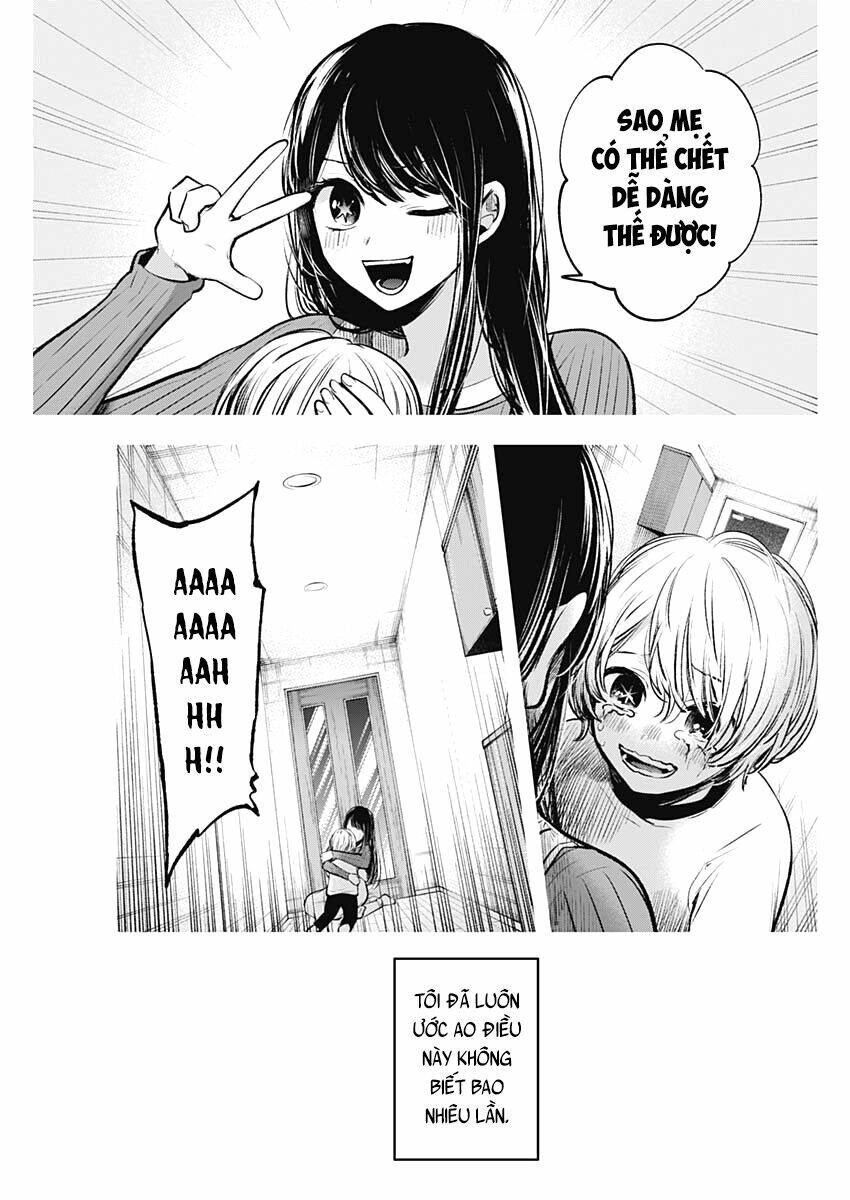 SAO MẸ
CÓ THỂ CHẾT
DỄ DÀNG
THẾ ĐƯỢC!
AAAA
AAAA
AAH
HH
H!!
TÔI ĐÃ LUÔN
ƯỚC AO ĐIỀU
NÀY KHÔNG
BIẾT BAO
NHIÊU LẦN.